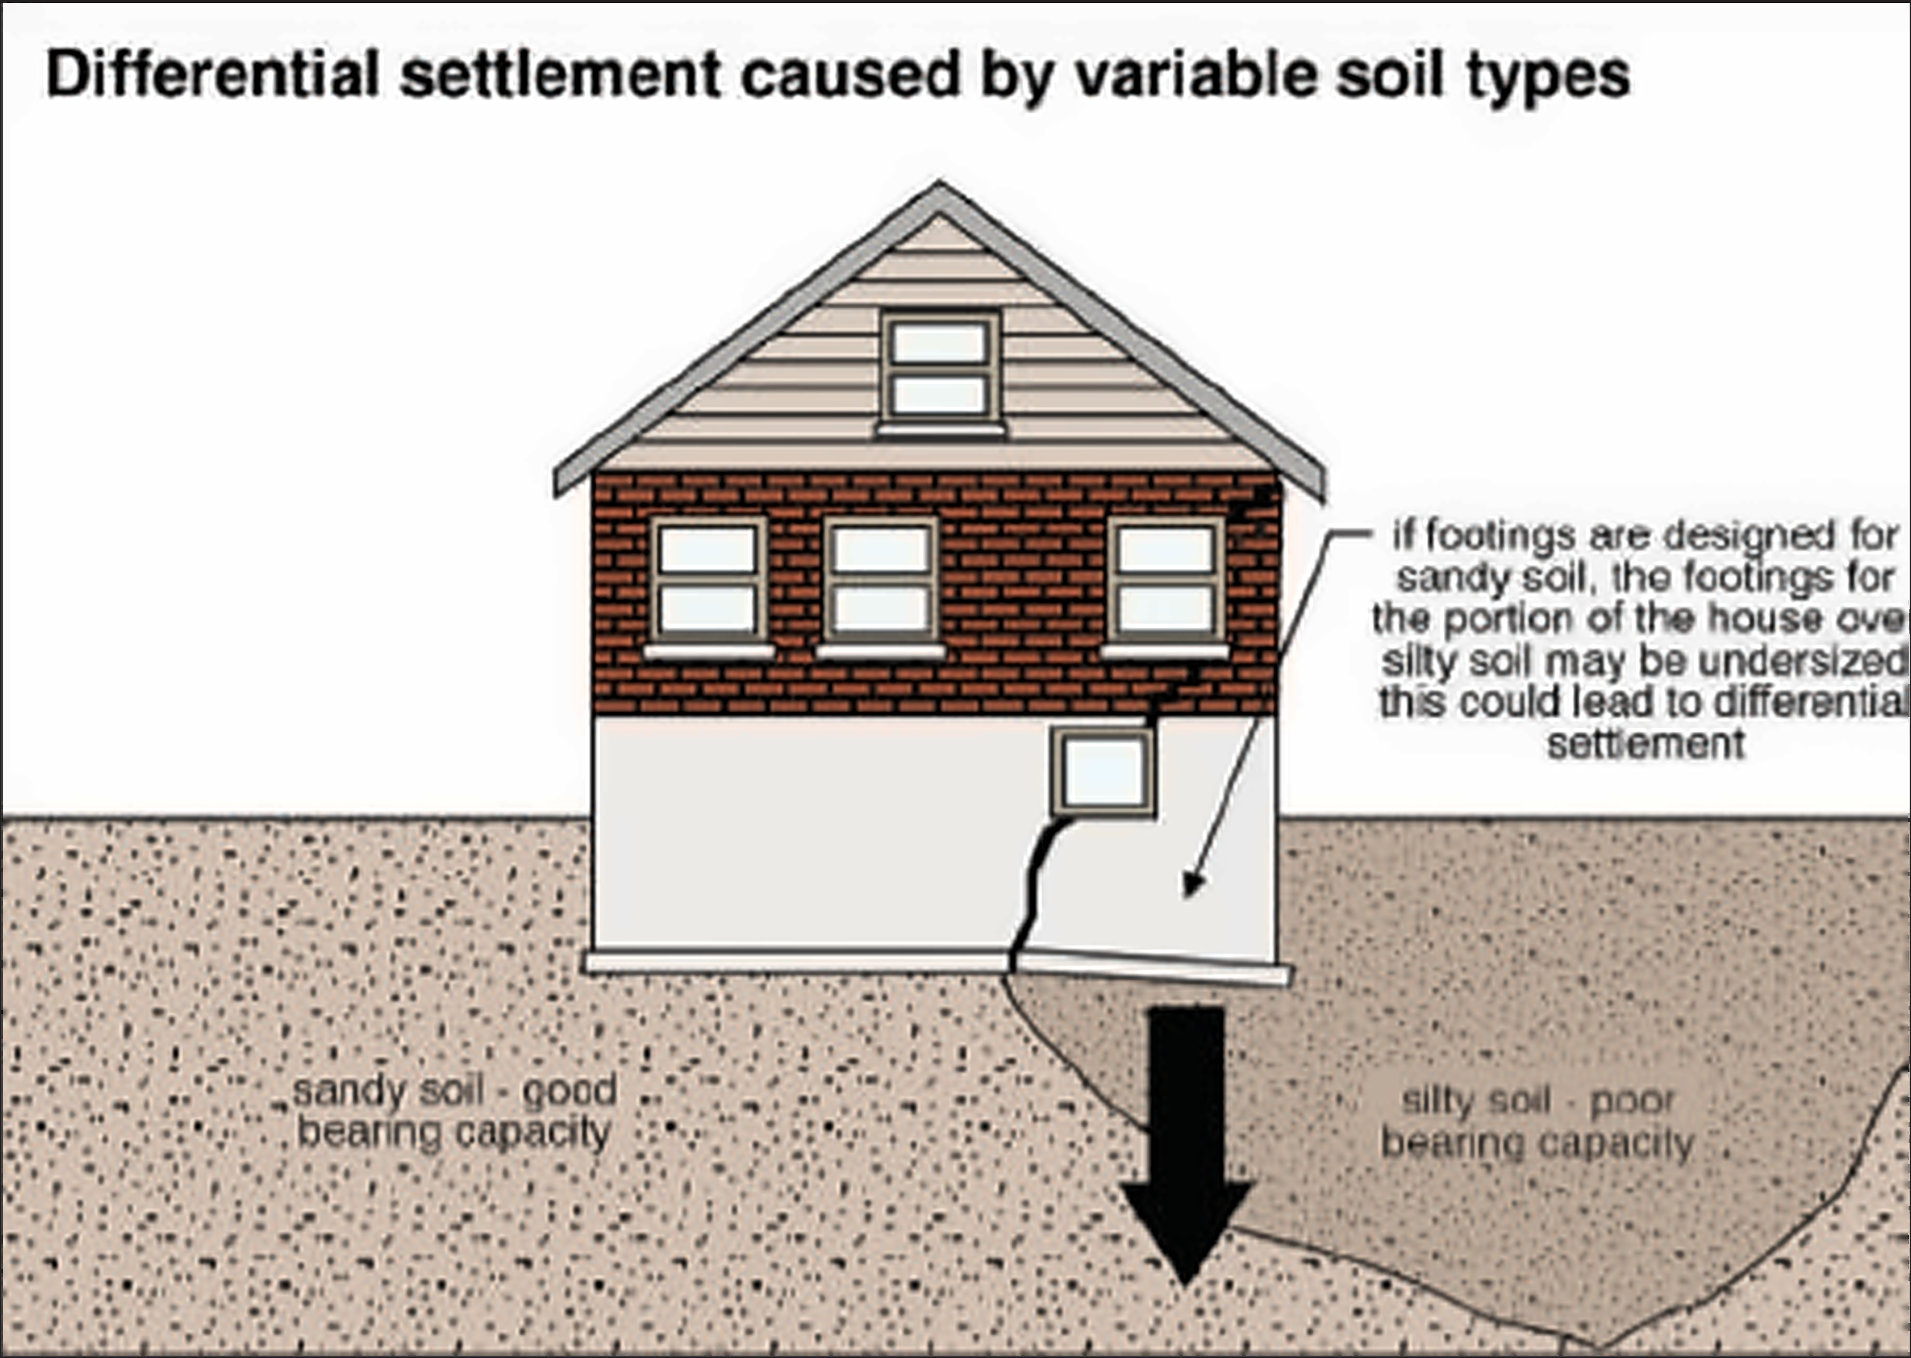 Differential settlement caused by variable soil types
if footings are designed for
sandy soil, the footings for
the portion of the house ove
silty soil may be undersized
this could lead to differential
settlement
sandy soil - good
bearing capacity
silty soil - poor
bearing capacity